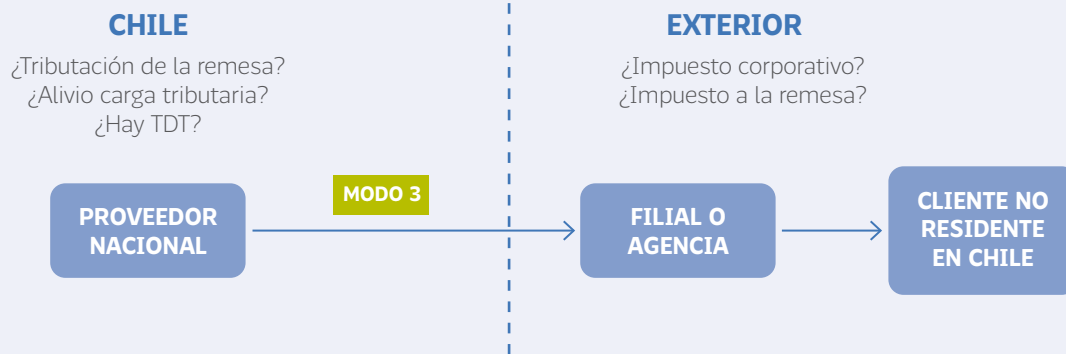 CHILE
¿Tributación de la remesa?
¿Alivio carga tributaria?
¿Hay TDT?
EXTERIOR
¿Impuesto corporativo?
¿Impuesto a la remesa?
PROVEEDOR
NACIONAL
MODO 3
FILIAL O
AGENCIA
CLIENTE NO
RESIDENTE
EN CHILE